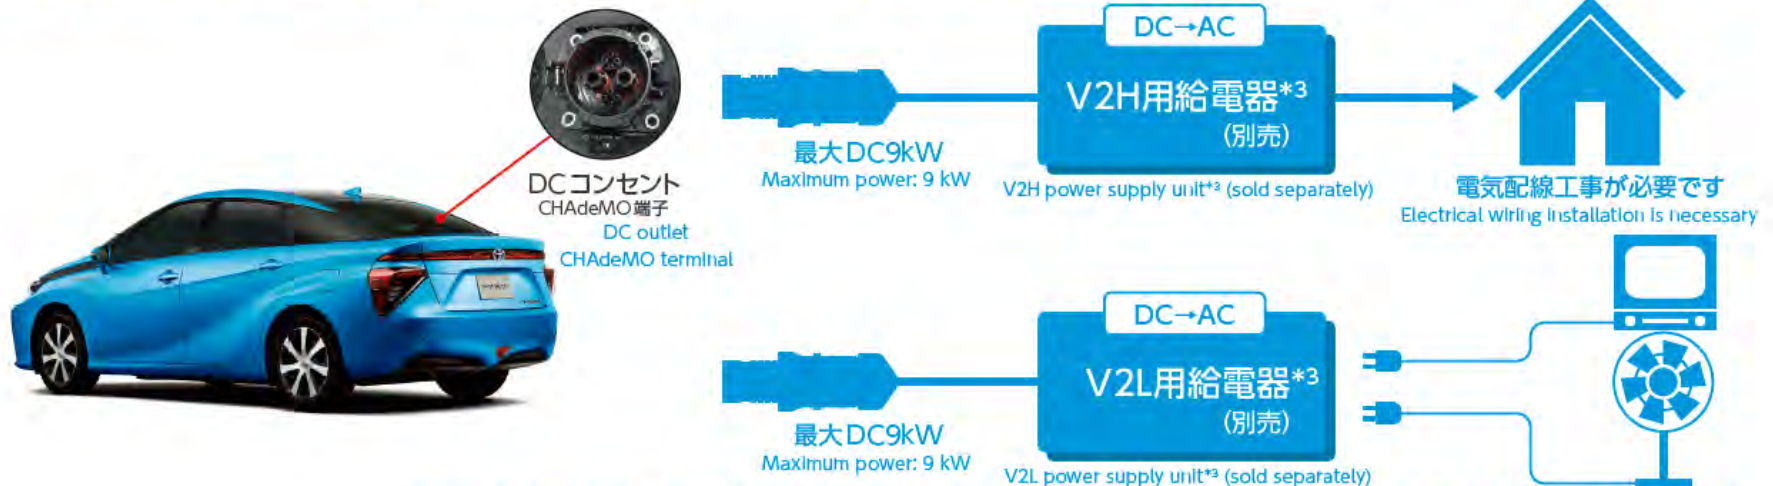 DCコンセント
CHAdeMO端子
DC outlet
CHAdeMO terminal
最大DC9kW
Maximum power: 9 kW
DC→AC
V2H用給電器*3
(別売)
V2H power supply unit*3 (sold separately)
電気配線工事が必要です
Electrical wiring installation is necessary
最大DC9kW
Maximum power: 9 kW
DC→AC
V2L用給電器*3
(別売)
V2L power supply unit*3 (sold separately)